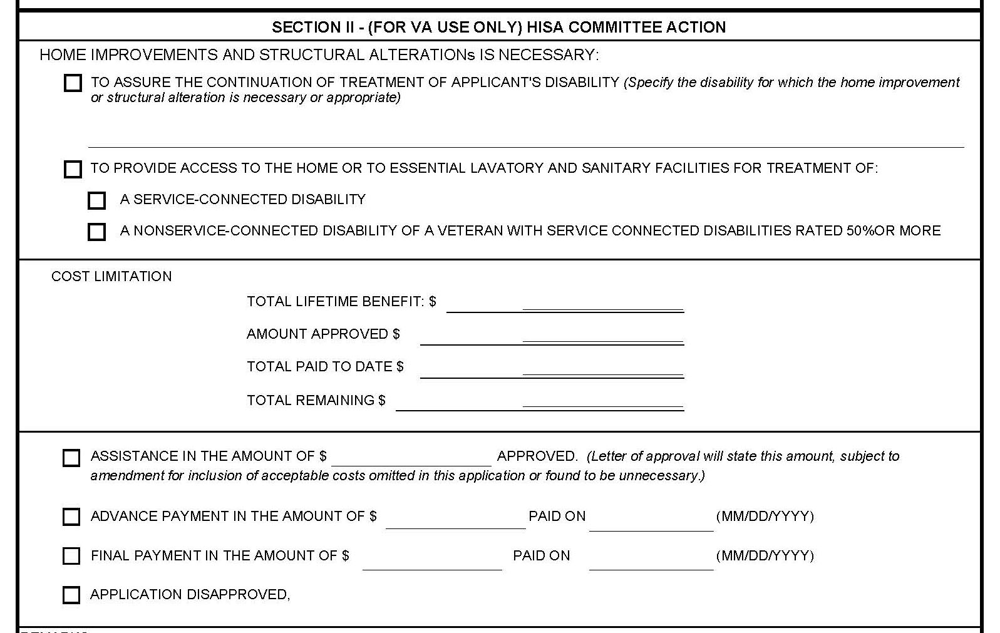 SECTION II - (FOR VA USE ONLY) HISA COMMITTEE ACTION
HOME IMPROVEMENTS AND STRUCTURAL ALTERATIONs IS NECESSARY:
TO ASSURE THE CONTINUATION OF TREATMENT OF APPLICANT'S DISABILITY (Specify the disability for which the home improvement
or structural alteration is necessary or appropriate)
TO PROVIDE ACCESS TO THE HOME OR TO ESSENTIAL LAVATORY AND SANITARY FACILITIES FOR TREATMENT OF:
A SERVICE-CONNECTED DISABILITY
A NONSERVICE-CONNECTED DISABILITY OF A VETERAN WITH SERVICE CONNECTED DISABILITIES RATED 50%OR MORE
COST LIMITATION
TOTAL LIFETIME BENEFIT: $
AMOUNT APPROVED $
TOTAL PAID TO DATE $
TOTAL REMAINING $
ASSISTANCE IN THE AMOUNT OF $ APPROVED. (Letter of approval will state this amount, subject to
amendment for inclusion of acceptable costs omitted in this application or found to be unnecessary.)
ADVANCE PAYMENT IN THE AMOUNT OF $ PAID ON (MM/DD/YYYY)
FINAL PAYMENT IN THE AMOUNT OF $ PAID ON (MM/DD/YYYY)
APPLICATION DISAPPROVED,